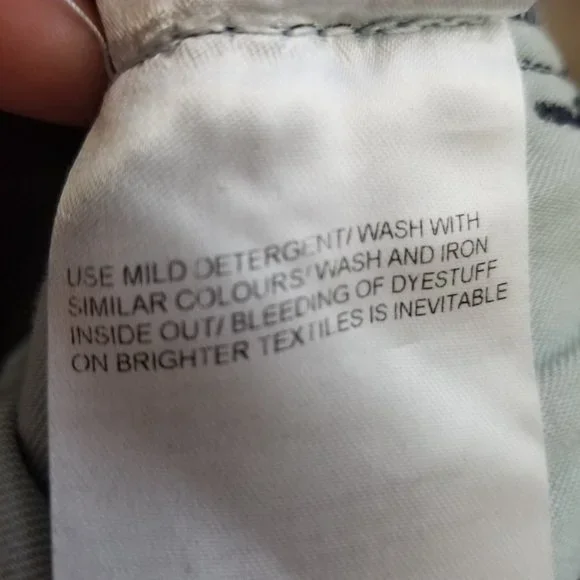 USE MILD DETERGENT/ WASH WITH
SIMILAR COLOURS/ WASH AND IRON
INSIDE OUT/ BLEEDING OF DYESTUFF
ON BRIGHTER TEXTILES IS INEVITABLE